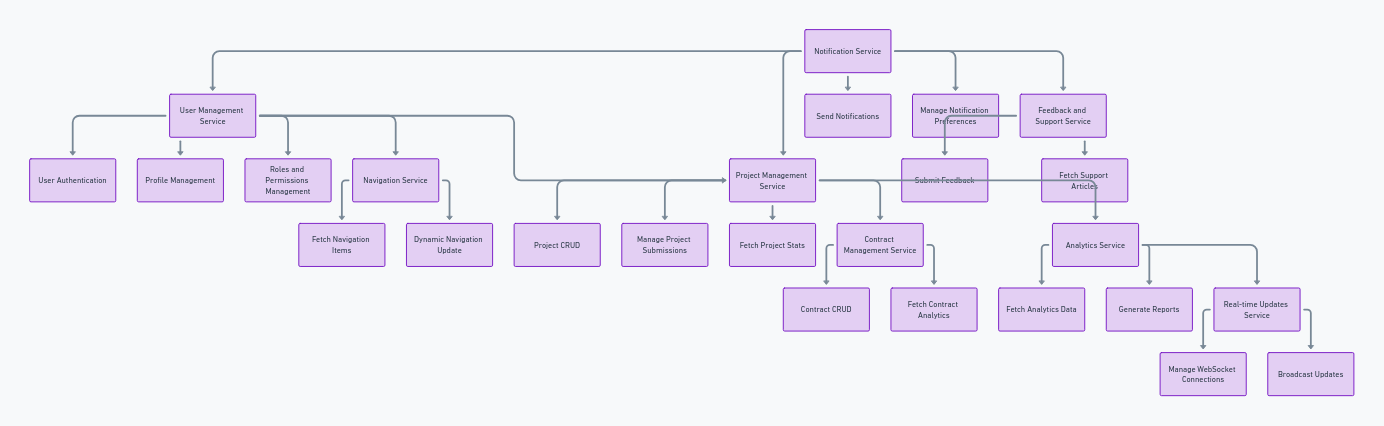 Notification Service
User Management
Service
Send Notifications
Manage Notification
Preferences
Feedback and
Support Service
User Authentication
Profile Management
Roles and
Permissions
Management
Navigation Service
Project Management
Service
Submit Feedback
Fetch Support
Articles
Fetch Navigation
Items
Dynamic Navigation
Update
Project CRUD
Manage Project
Submissions
Fetch Project Stats
Contract
Management Service
Analytics Service
Contract CRUD
Fetch Contract
Analytics
Fetch Analytics Data
Generate Reports
Real-time Updates
Service
Manage WebSocket
Connections
Broadcast Updates